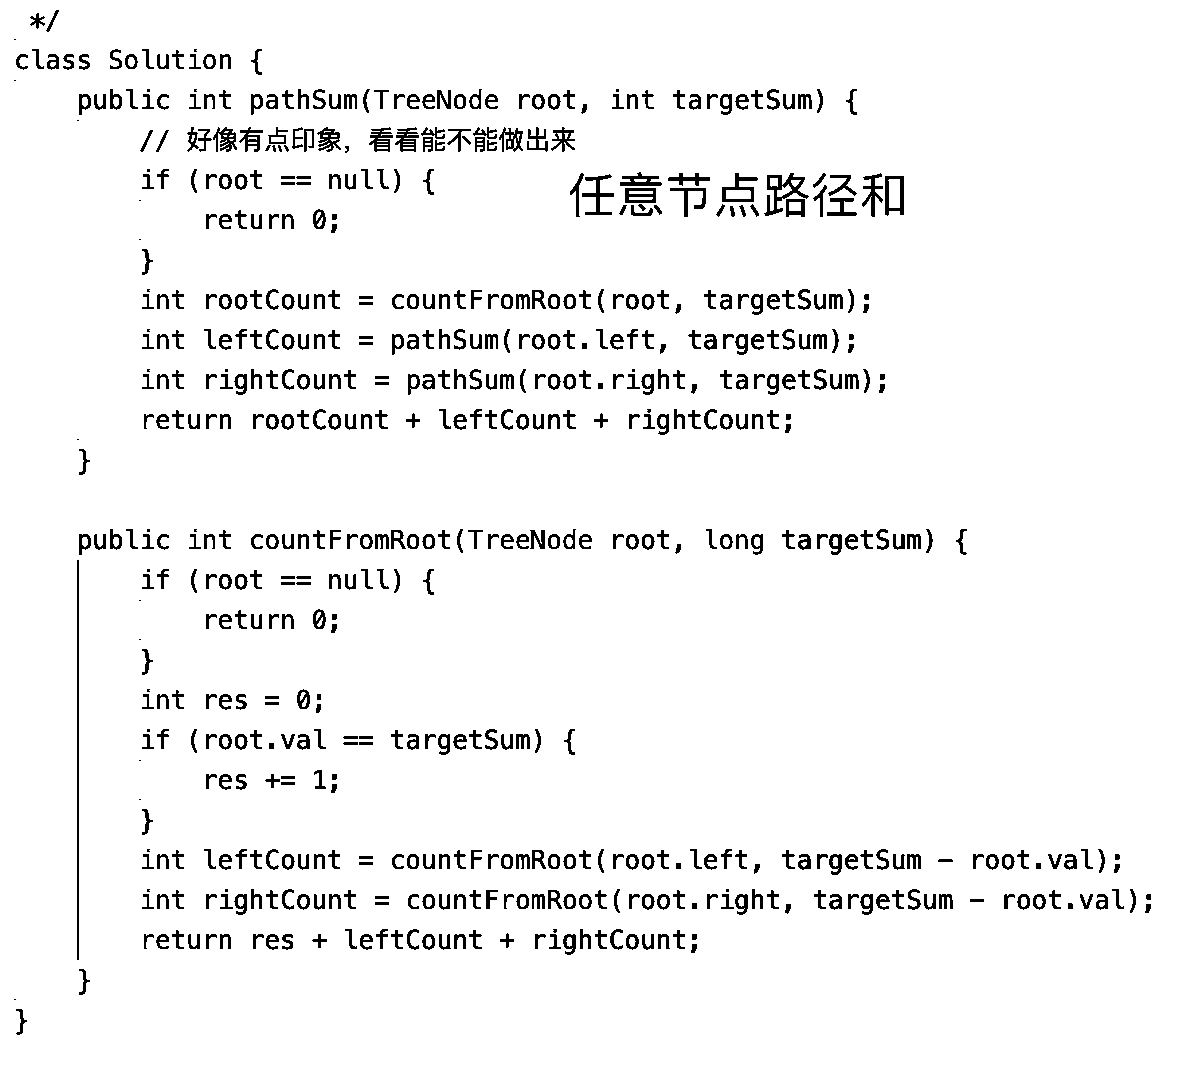 */
class Solution {
    public int pathSum(TreeNode root, int targetSum) {
        // 好像有点印象，看看能不能做出来
        if (root == null) {
任意节点路径和
            return 0;
        }
        int rootCount = countFromRoot(root, targetSum);
        int leftCount = pathSum(root.left, targetSum);
        int rightCount = pathSum(root.right, targetSum);
        return rootCount + leftCount + rightCount;
    }

    public int countFromRoot(TreeNode root, long targetSum) {
        if (root == null) {
            return 0;
        }
        int res = 0;
        if (root.val == targetSum) {
            res += 1;
        }
        int leftCount = countFromRoot(root.left, targetSum - root.val);
        int rightCount = countFromRoot(root.right, targetSum - root.val);
        return res + leftCount + rightCount;
    }
}